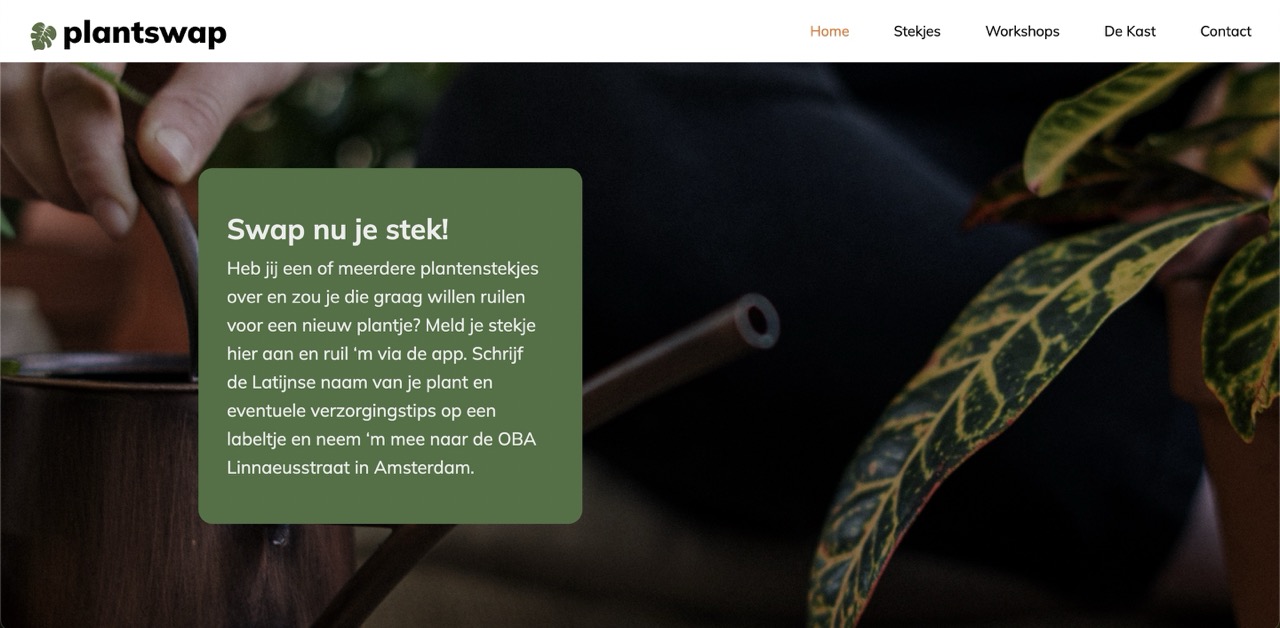 plantswap
Home Stekjes Workshops De Kast Contact
Swap nu je stek!
Heb jij een of meerdere plantenstekjes
over en zou je die graag willen ruilen
voor een nieuw plantje? Meld je stekje
hier aan en ruil ‘m via de app. Schrijf
de Latijnse naam van je plant en
eventuele verzorgingstips op een
labeltje en neem ‘m mee naar de OBA
Linnaeusstraat in Amsterdam.